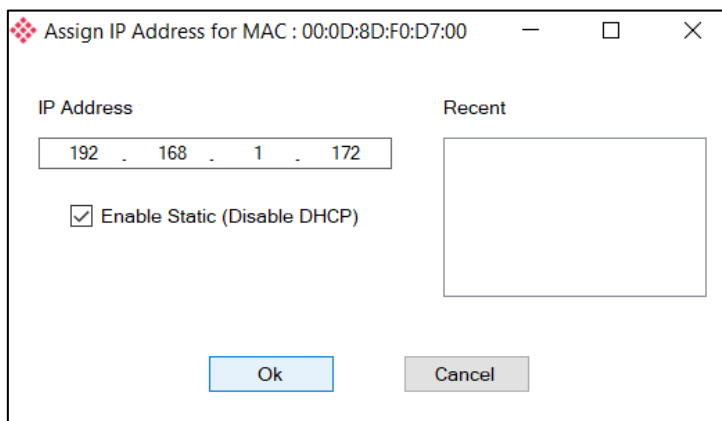 Assign IP Address for MAC : 00:0D:8D:F0:D7:00
IP Address
Recent
192 . 168 . 1 . 172
Enable Static (Disable DHCP)
Ok
Cancel